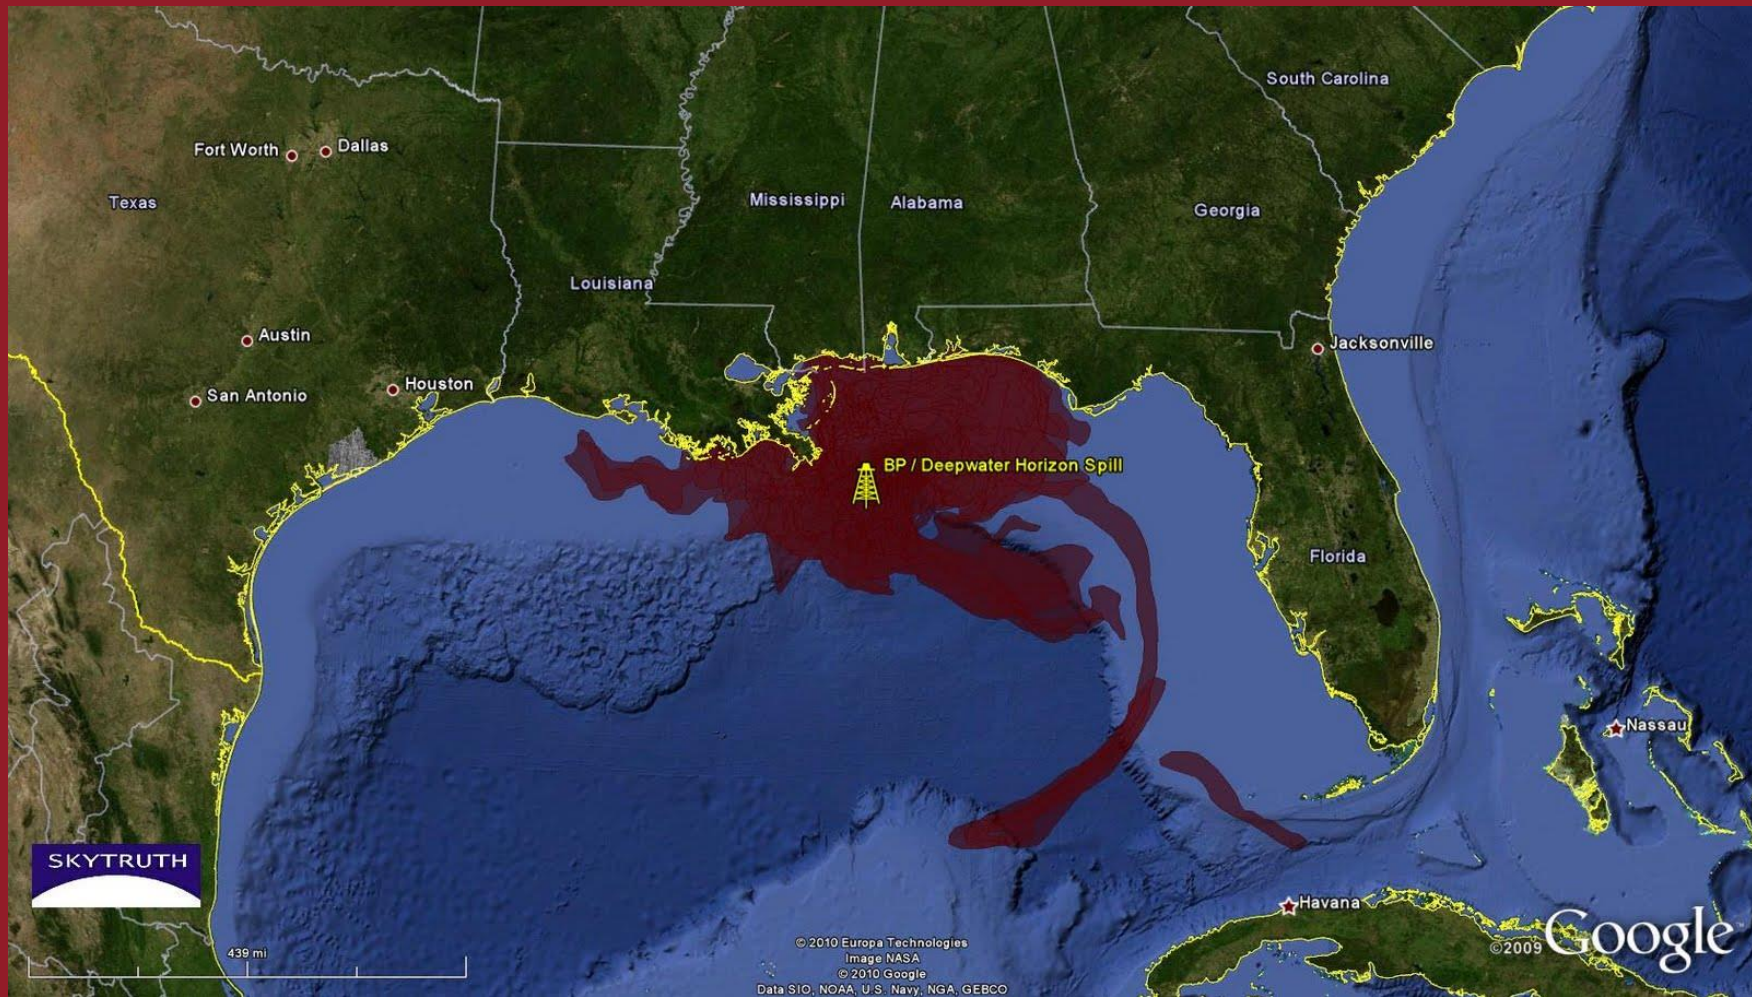 South Carolina
Fort Worth
Dallas
Texas
Mississippi
Alabama
Georgia
Louisiana
Austin
Jacksonville
San Antonio
Houston
BP / Deepwater Horizon Spill
Florida
Nassau
SKYTRUTH
Havana
439 mi
© 2010 Europa Technologies
Image NASA
© 2010 Google
Data SIO, NOAA, U.S. Navy, NGA, GEBCO
©2009 Google